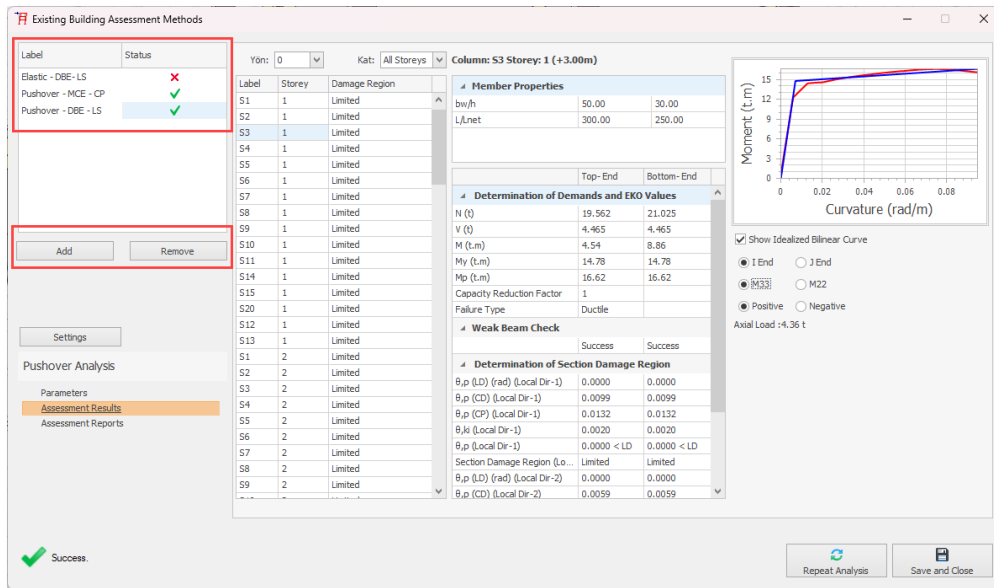 Existing Building Assessment Methods
Label Status
Elastic - DBE- LS
Pushover - MCE - CP
Pushover - DBE - LS
Add Remove
Settings
Pushover Analysis
Parameters
Assessment Results
Assessment Reports
Success.
Yön: 0 Kat: All Storeys
Label Storey Damage Region
S1 1 Limited
S2 1 Limited
S3 1 Limited
S4 1 Limited
S5 1 Limited
S6 1 Limited
S7 1 Limited
S8 1 Limited
S9 1 Limited
S10 1 Limited
S11 1 Limited
S14 1 Limited
S15 1 Limited
S20 1 Limited
S12 1 Limited
S13 1 Limited
S1 2 Limited
S2 2 Limited
S3 2 Limited
S4 2 Limited
S5 2 Limited
S6 2 Limited
S7 2 Limited
S8 2 Limited
S9 2 Limited
Column: S3 Storey: 1 (+3.00m)
Member Properties
bw/h 50.00 30.00
L/Lnet 300.00 250.00
Top-End Bottom-End
Determination of Demands and EKO Values
N (t) 19.562 21.025
V (t) 4.465 4.465
M (t.m) 4.54 8.86
My (t.m) 14.78 14.78
Mp (t.m) 16.62 16.62
Capacity Reduction Factor 1
Failure Type Ductile
Weak Beam Check
Success Success
Determination of Section Damage Region
θ,p (LD) (rad) (Local Dir-1) 0.0000 0.0000
θ,p (CD) (Local Dir-1) 0.0099 0.0099
θ,p (CP) (Local Dir-1) 0.0132 0.0132
θ,ki (Local Dir-1) 0.0020 0.0020
θ,p (Local Dir-1) 0.0000 < LD 0.0000 < LD
Section Damage Region (Lo... Limited Limited
θ,p (LD) (rad) (Local Dir-2) 0.0000 0.0000
θ,p (CD) (Local Dir-2) 0.0059 0.0059
Moment (t.m)
15
12
9
6
3
0
0 0.02 0.04 0.06 0.08
Curvature (rad/m)
Show Idealized Bilinear Curve
I End J End
M33 M22
Positive Negative
Axial Load :4.36 t
Repeat Analysis Save and Close